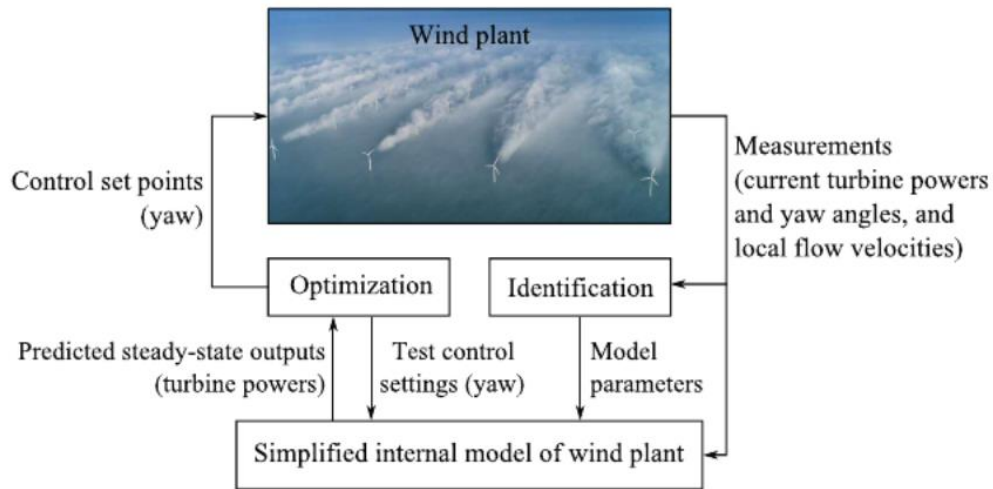 Wind plant
Measurements
(current turbine powers
and yaw angles, and
local flow velocities)
Control set points
(yaw)
Optimization
Identification
Predicted steady-state outputs
(turbine powers)
Test control
settings (yaw)
Model
parameters
Simplified internal model of wind plant